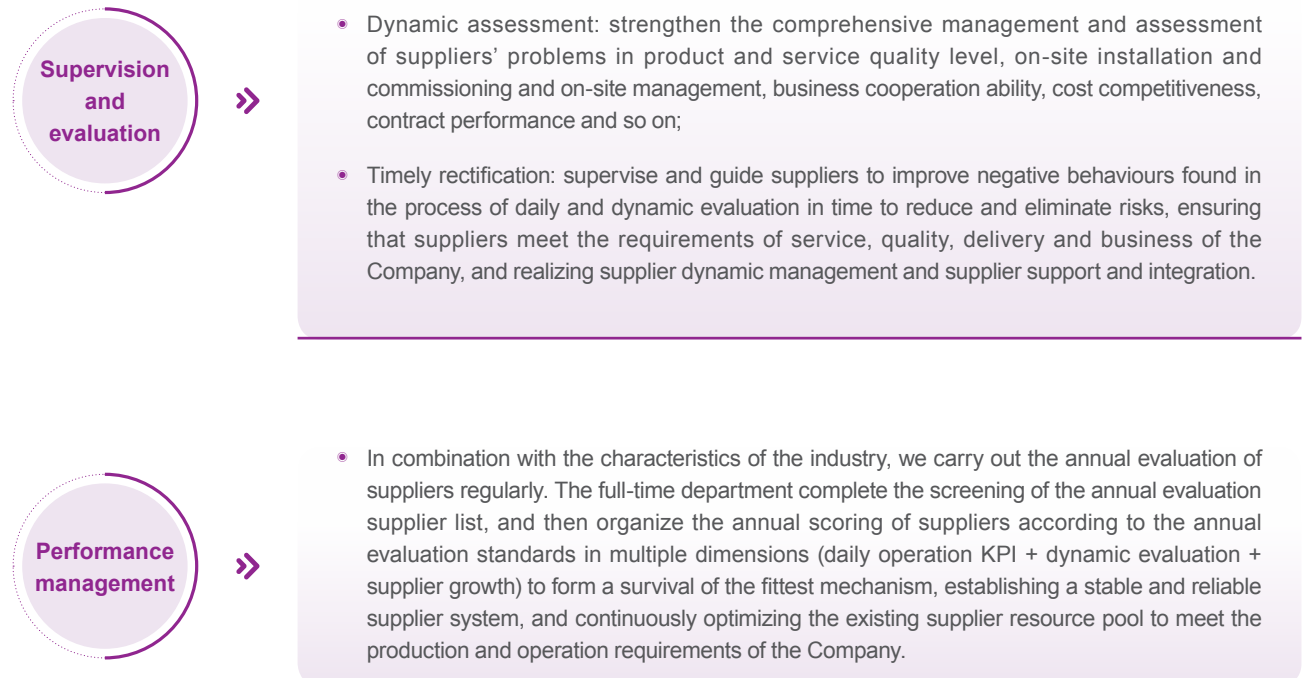 Supervision
and
evaluation
Dynamic assessment: strengthen the comprehensive management and assessment
of suppliers’ problems in product and service quality level, on-site installation and
commissioning and on-site management, business cooperation ability, cost competitiveness,
contract performance and so on;
Timely rectification: supervise and guide suppliers to improve negative behaviours found in
the process of daily and dynamic evaluation in time to reduce and eliminate risks, ensuring
that suppliers meet the requirements of service, quality, delivery and business of the
Company, and realizing supplier dynamic management and supplier support and integration.
Performance
management
In combination with the characteristics of the industry, we carry out the annual evaluation of
suppliers regularly. The full-time department complete the screening of the annual evaluation
supplier list, and then organize the annual scoring of suppliers according to the annual
evaluation standards in multiple dimensions (daily operation KPI + dynamic evaluation +
supplier growth) to form a survival of the fittest mechanism, establishing a stable and reliable
supplier system, and continuously optimizing the existing supplier resource pool to meet the
production and operation requirements of the Company.